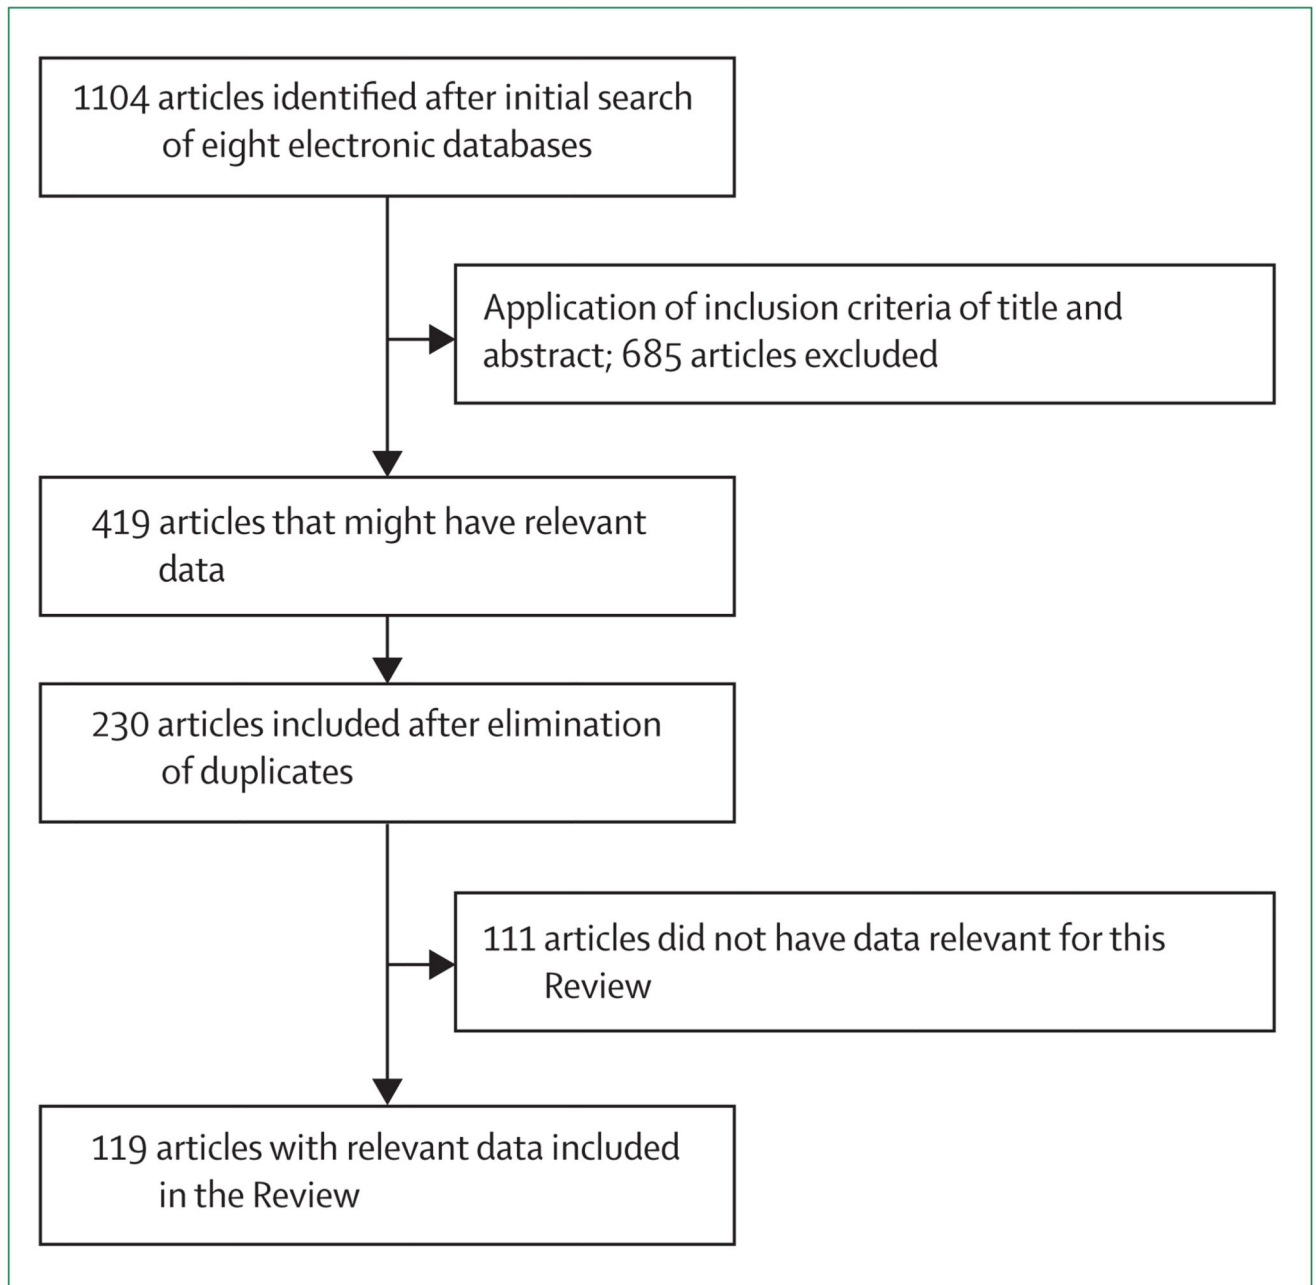 1104 articles identified after initial search
of eight electronic databases
Application of inclusion criteria of title and
abstract; 685 articles excluded
419 articles that might have relevant
data
230 articles included after elimination
of duplicates
111 articles did not have data relevant for this
Review
119 articles with relevant data included
in the Review